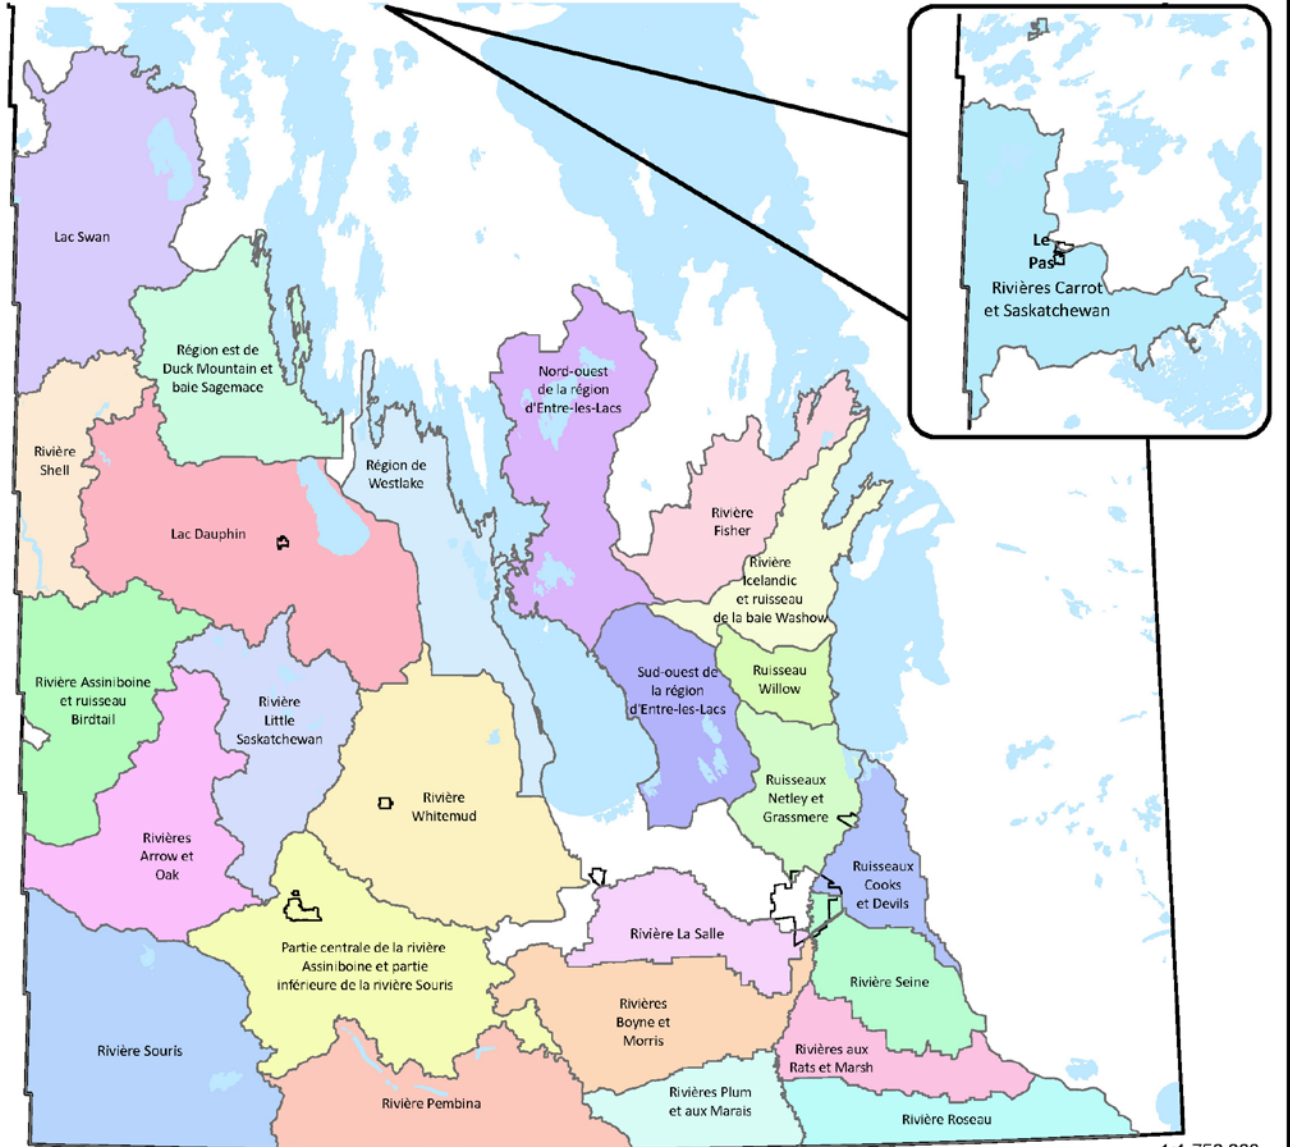 Lac Swan
Le
Pas
Rivières Carrot
et Saskatchewan
Région est de
Duck Mountain et
baie Sagemace
Nord-ouest
de la région
d'Entre-les-Lacs
Rivière
Shell
Région de
Westlake
Lac Dauphin
Rivière
Fisher
Rivière
Icelandic
et ruisseau
de la baie Washow
Rivière Assiniboine
et ruisseau
Birdtail
Rivière
Little
Saskatchewan
Sud-ouest de
la région
d'Entre-les-Lacs
Ruisseau
Willow
Rivière
Whitemud
Ruisseaux
Netley et
Grassmere
Rivières
Arrow et
Oak
Ruisseaux
Cooks
et Devils
Partie centrale de la rivière
Assiniboine et partie
inférieure de la rivière Souris
Rivière La Salle
Rivière Seine
Rivières
Boyne et
Morris
Rivière Souris
Rivières aux
Rats et Marsh
Rivière Pembina
Rivières Plum
et aux Marais
Rivière Roseau